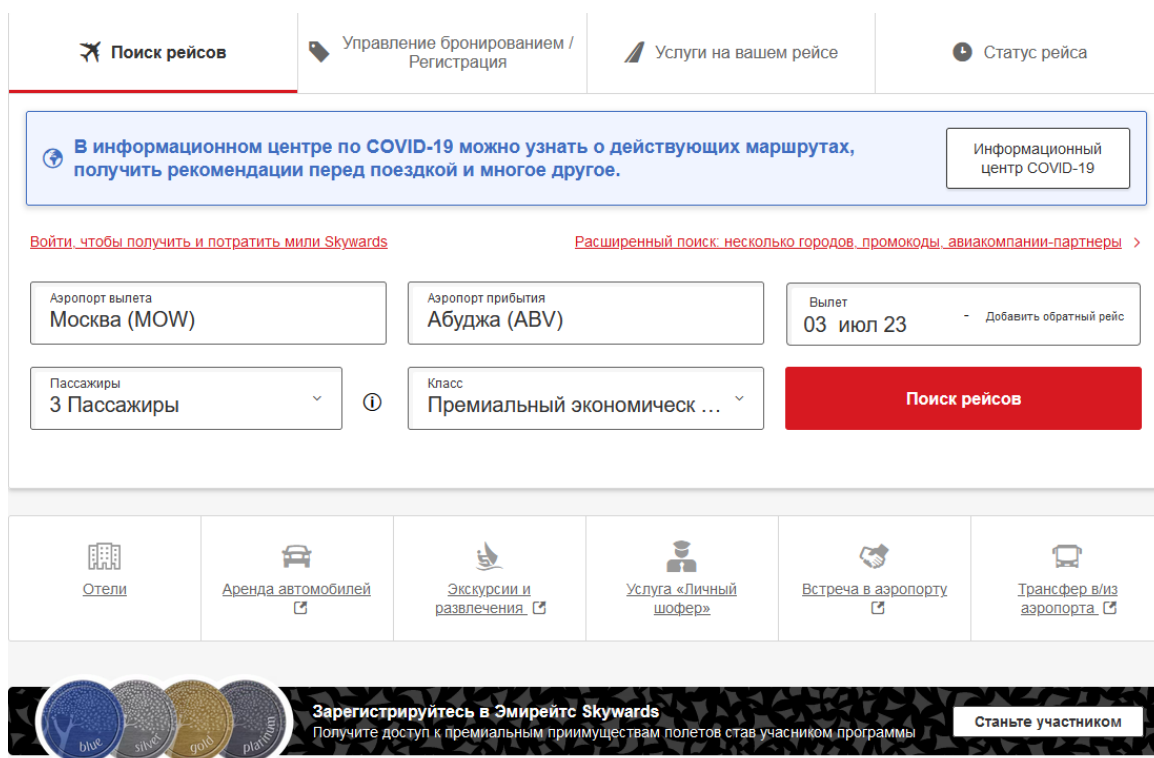 Поиск рейсов
Управление бронированием /
Регистрация
Услуги на вашем рейсе
Статус рейса
В информационном центре по COVID-19 можно узнать о действующих маршрутах,
получить рекомендации перед поездкой и многое другое.
Информационный
центр COVID-19
Войти, чтобы получить и потратить мили Skywards
Расширенный поиск: несколько городов, промокоды, авиакомпании-партнеры
Аэропорт вылета
Москва (MOW)
Аэропорт прибытия
Абуджа (ABV)
Вылет
03 июл 23 - Добавить обратный рейс
Пассажиры
3 Пассажиры
Класс
Премиальный экономическ ...
Поиск рейсов
Отели
Аренда автомобилей
Экскурсии и
развлечения
Услуга «Личный
шофер»
Встреча в аэропорту
Трансфер в/из
аэропорта
blue
silver
gold
platinum
Зарегистрируйтесь в Эмирейтс Skywards
Получите доступ к премиальным приимуществам полетов став учасником программы
Станьте участником